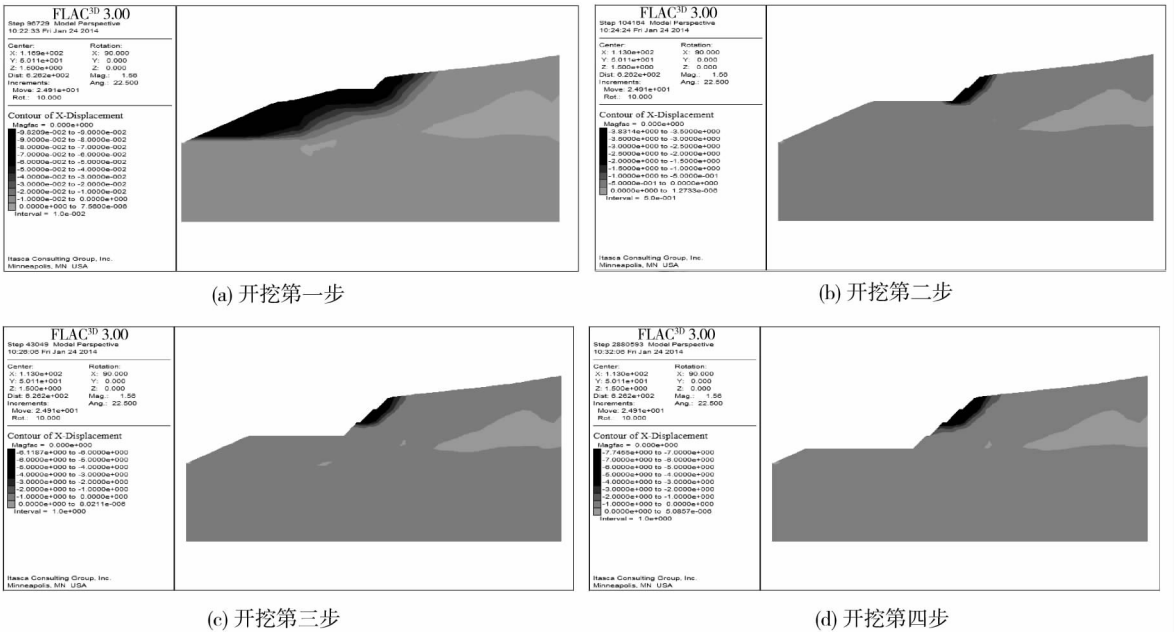 FLAC3D 3.00
Step 96729 Model Perspective
10:22:33 Fri Jan 24 2014
Center: Rotation:
X: 1.169e+002 X: 90.000
Y: 5.011e+001 Y: 0.000
Z: 1.500e+000 Z: 0.000
Dist: 6.262e+002 Mag.: 1.56
Increments: Ang.: 22.500
Move: 2.491e+001
Rot.: 10.000
Contour of X-Displacement
Magfac = 0.000e+000
-9.8209e-002 to -9.0000e-002
-9.0000e-002 to -8.0000e-002
-8.0000e-002 to -7.0000e-002
-7.0000e-002 to -6.0000e-002
-6.0000e-002 to -5.0000e-002
-5.0000e-002 to -4.0000e-002
-4.0000e-002 to -3.0000e-002
-3.0000e-002 to -2.0000e-002
-2.0000e-002 to -1.0000e-002
-1.0000e-002 to 0.0000e+000
0.0000e+000 to 7.5600e-006
Interval = 1.0e-002
Itasca Consulting Group, Inc.
Minneapolis, MN USA
(a) 开挖第一步
FLAC3D 3.00
Step 104184 Model Perspective
10:24:24 Fri Jan 24 2014
Center: Rotation:
X: 1.130e+002 X: 90.000
Y: 5.011e+001 Y: 0.000
Z: 1.500e+000 Z: 0.000
Dist: 6.262e+002 Mag.: 1.56
Increments: Ang.: 22.500
Move: 2.491e+001
Rot.: 10.000
Contour of X-Displacement
Magfac = 0.000e+000
-3.8314e+000 to -3.5000e+000
-3.5000e+000 to -3.0000e+000
-3.0000e+000 to -2.5000e+000
-2.5000e+000 to -2.0000e+000
-2.0000e+000 to -1.5000e+000
-1.5000e+000 to -1.0000e+000
-1.0000e+000 to -5.0000e-001
-5.0000e-001 to 0.0000e+000
0.0000e+000 to 1.2733e-006
Interval = 5.0e-001
Itasca Consulting Group, Inc.
Minneapolis, MN USA
(b) 开挖第二步
FLAC3D 3.00
Step 43049 Model Perspective
10:28:06 Fri Jan 24 2014
Center: Rotation:
X: 1.130e+002 X: 90.000
Y: 5.011e+001 Y: 0.000
Z: 1.500e+000 Z: 0.000
Dist: 6.262e+002 Mag.: 1.56
Increments: Ang.: 22.500
Move: 2.491e+001
Rot.: 10.000
Contour of X-Displacement
Magfac = 0.000e+000
-6.1187e+000 to -6.0000e+000
-6.0000e+000 to -5.0000e+000
-5.0000e+000 to -4.0000e+000
-4.0000e+000 to -3.0000e+000
-3.0000e+000 to -2.0000e+000
-2.0000e+000 to -1.0000e+000
-1.0000e+000 to 0.0000e+000
0.0000e+000 to 8.0211e-006
Interval = 1.0e+000
Itasca Consulting Group, Inc.
Minneapolis, MN USA
(c) 开挖第三步
FLAC3D 3.00
Step 2880593 Model Perspective
10:32:06 Fri Jan 24 2014
Center: Rotation:
X: 1.130e+002 X: 90.000
Y: 5.011e+001 Y: 0.000
Z: 1.500e+000 Z: 0.000
Dist: 6.262e+002 Mag.: 1.56
Increments: Ang.: 22.500
Move: 2.491e+001
Rot.: 10.000
Contour of X-Displacement
Magfac = 0.000e+000
-7.7455e+000 to -7.0000e+000
-7.0000e+000 to -6.0000e+000
-6.0000e+000 to -5.0000e+000
-5.0000e+000 to -4.0000e+000
-4.0000e+000 to -3.0000e+000
-3.0000e+000 to -2.0000e+000
-2.0000e+000 to -1.0000e+000
-1.0000e+000 to 0.0000e+000
0.0000e+000 to 5.0857e-006
Interval = 1.0e+000
Itasca Consulting Group, Inc.
Minneapolis, MN USA
(d) 开挖第四步